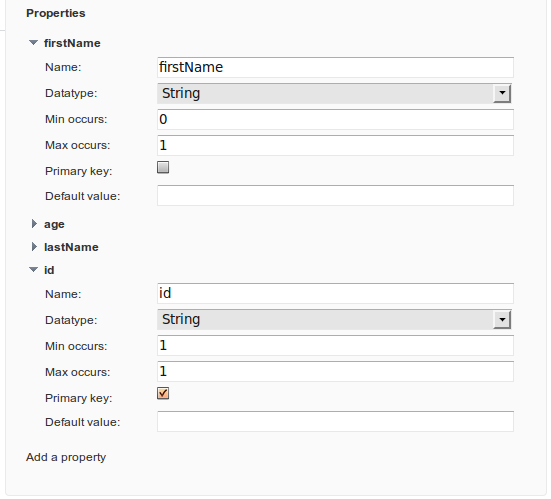 Properties
firstName
Name: firstName
Datatype: String
Min occurs: 0
Max occurs: 1
Primary key:
Default value:
age
lastName
id
Name: id
Datatype: String
Min occurs: 1
Max occurs: 1
Primary key:
Default value:
Add a property